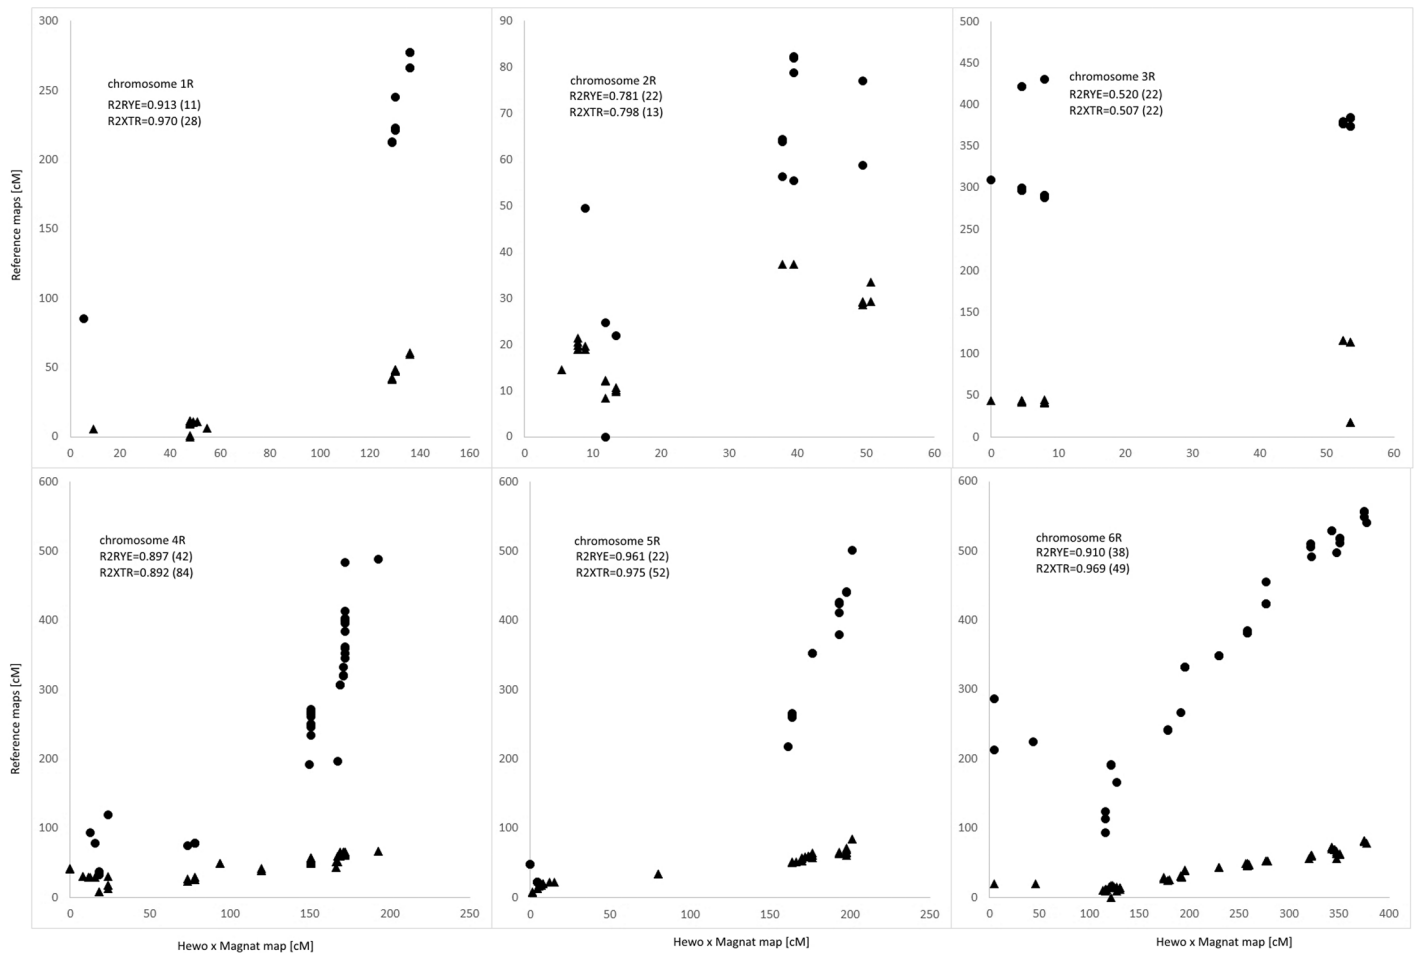 300
250
200
150
100
50
0
0 20 40 60 80 100 120 140 160
chromosome 1R
R2RYE=0.913 (11)
R2XTR=0.970 (28)
Reference maps [cM]
90
80
70
60
50
40
30
20
10
0
0 10 20 30 40 50 60
chromosome 2R
R2RYE=0.781 (22)
R2XTR=0.798 (13)
500
450
400
350
300
250
200
150
100
50
0
0 10 20 30 40 50 60
chromosome 3R
R2RYE=0.520 (22)
R2XTR=0.507 (22)
600
500
400
300
200
100
0
0 50 100 150 200 250
chromosome 4R
R2RYE=0.897 (42)
R2XTR=0.892 (84)
Reference maps [cM]
Hewo x Magnat map [cM]
600
500
400
300
200
100
0
0 50 100 150 200 250
chromosome 5R
R2RYE=0.961 (22)
R2XTR=0.975 (52)
Hewo x Magnat map [cM]
600
500
400
300
200
100
0
0 50 100 150 200 250 300 350 400
chromosome 6R
R2RYE=0.910 (38)
R2XTR=0.969 (49)
Hewo x Magnat map [cM]